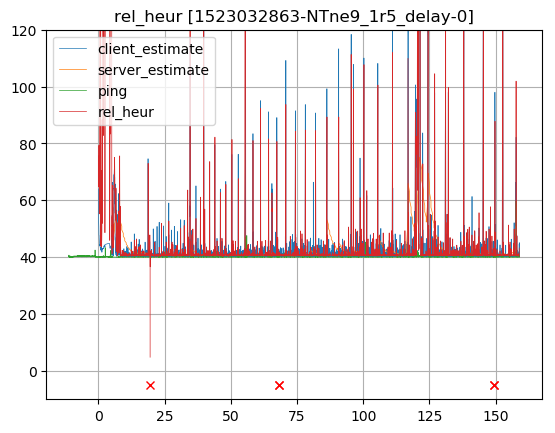 rel_heur [1523032863-NTne9_1r5_delay-0]
client_estimate
server_estimate
ping
rel_heur
120
100
80
60
40
20
0
0 25 50 75 100 125 150